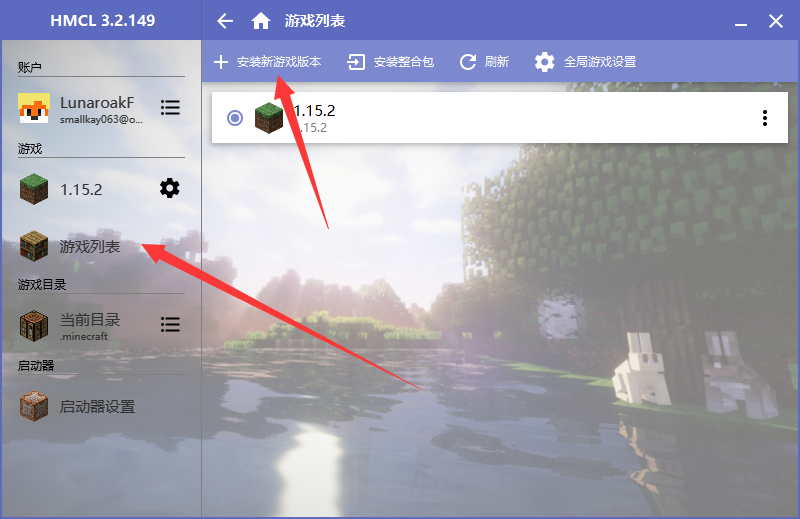 HMCL 3.2.149
游戏列表
账户
LunaroakF
smallkay063@o...
游戏
1.15.2
游戏列表
游戏目录
当前目录
.minecraft
启动器
启动器设置
安装新游戏版本 安装整合包 刷新 全局游戏设置
1.15.2
.15.2